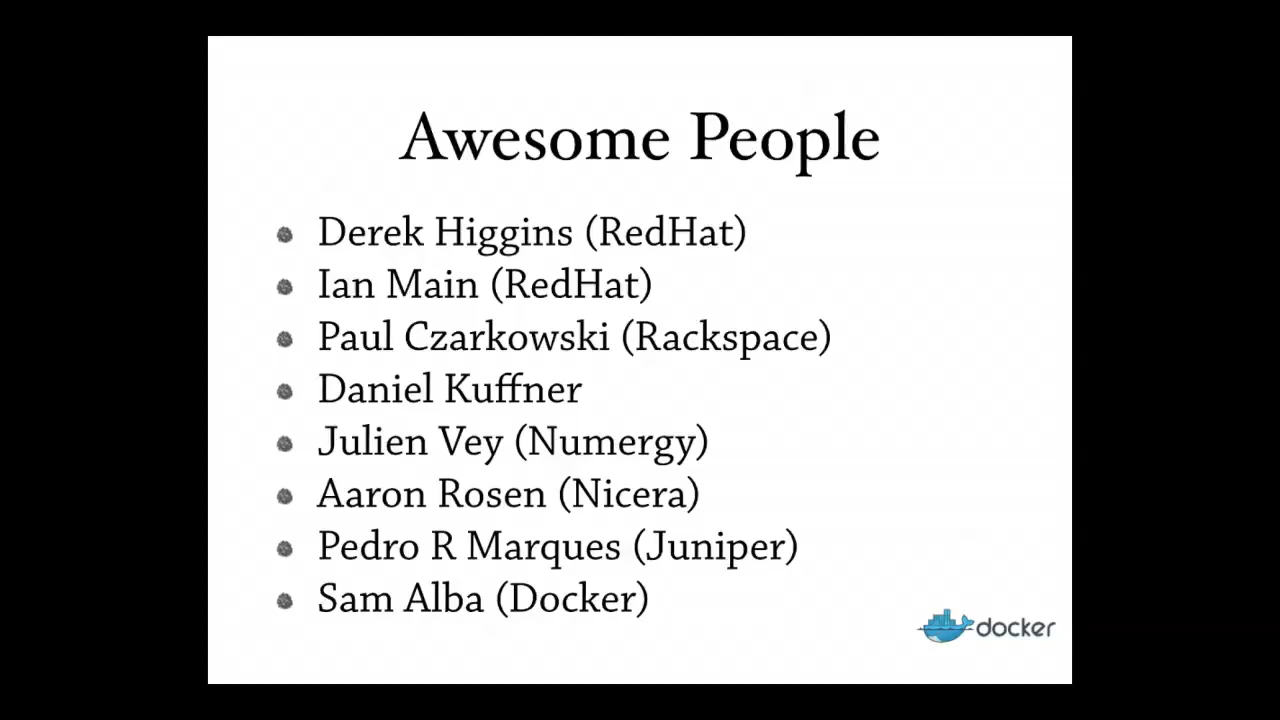 Awesome People
Derek Higgins (RedHat)
Ian Main (RedHat)
Paul Czarkowski (Rackspace)
Daniel Kuffner
Julien Vey (Numergy)
Aaron Rosen (Nicera)
Pedro R Marques (Juniper)
Sam Alba (Docker)
docker